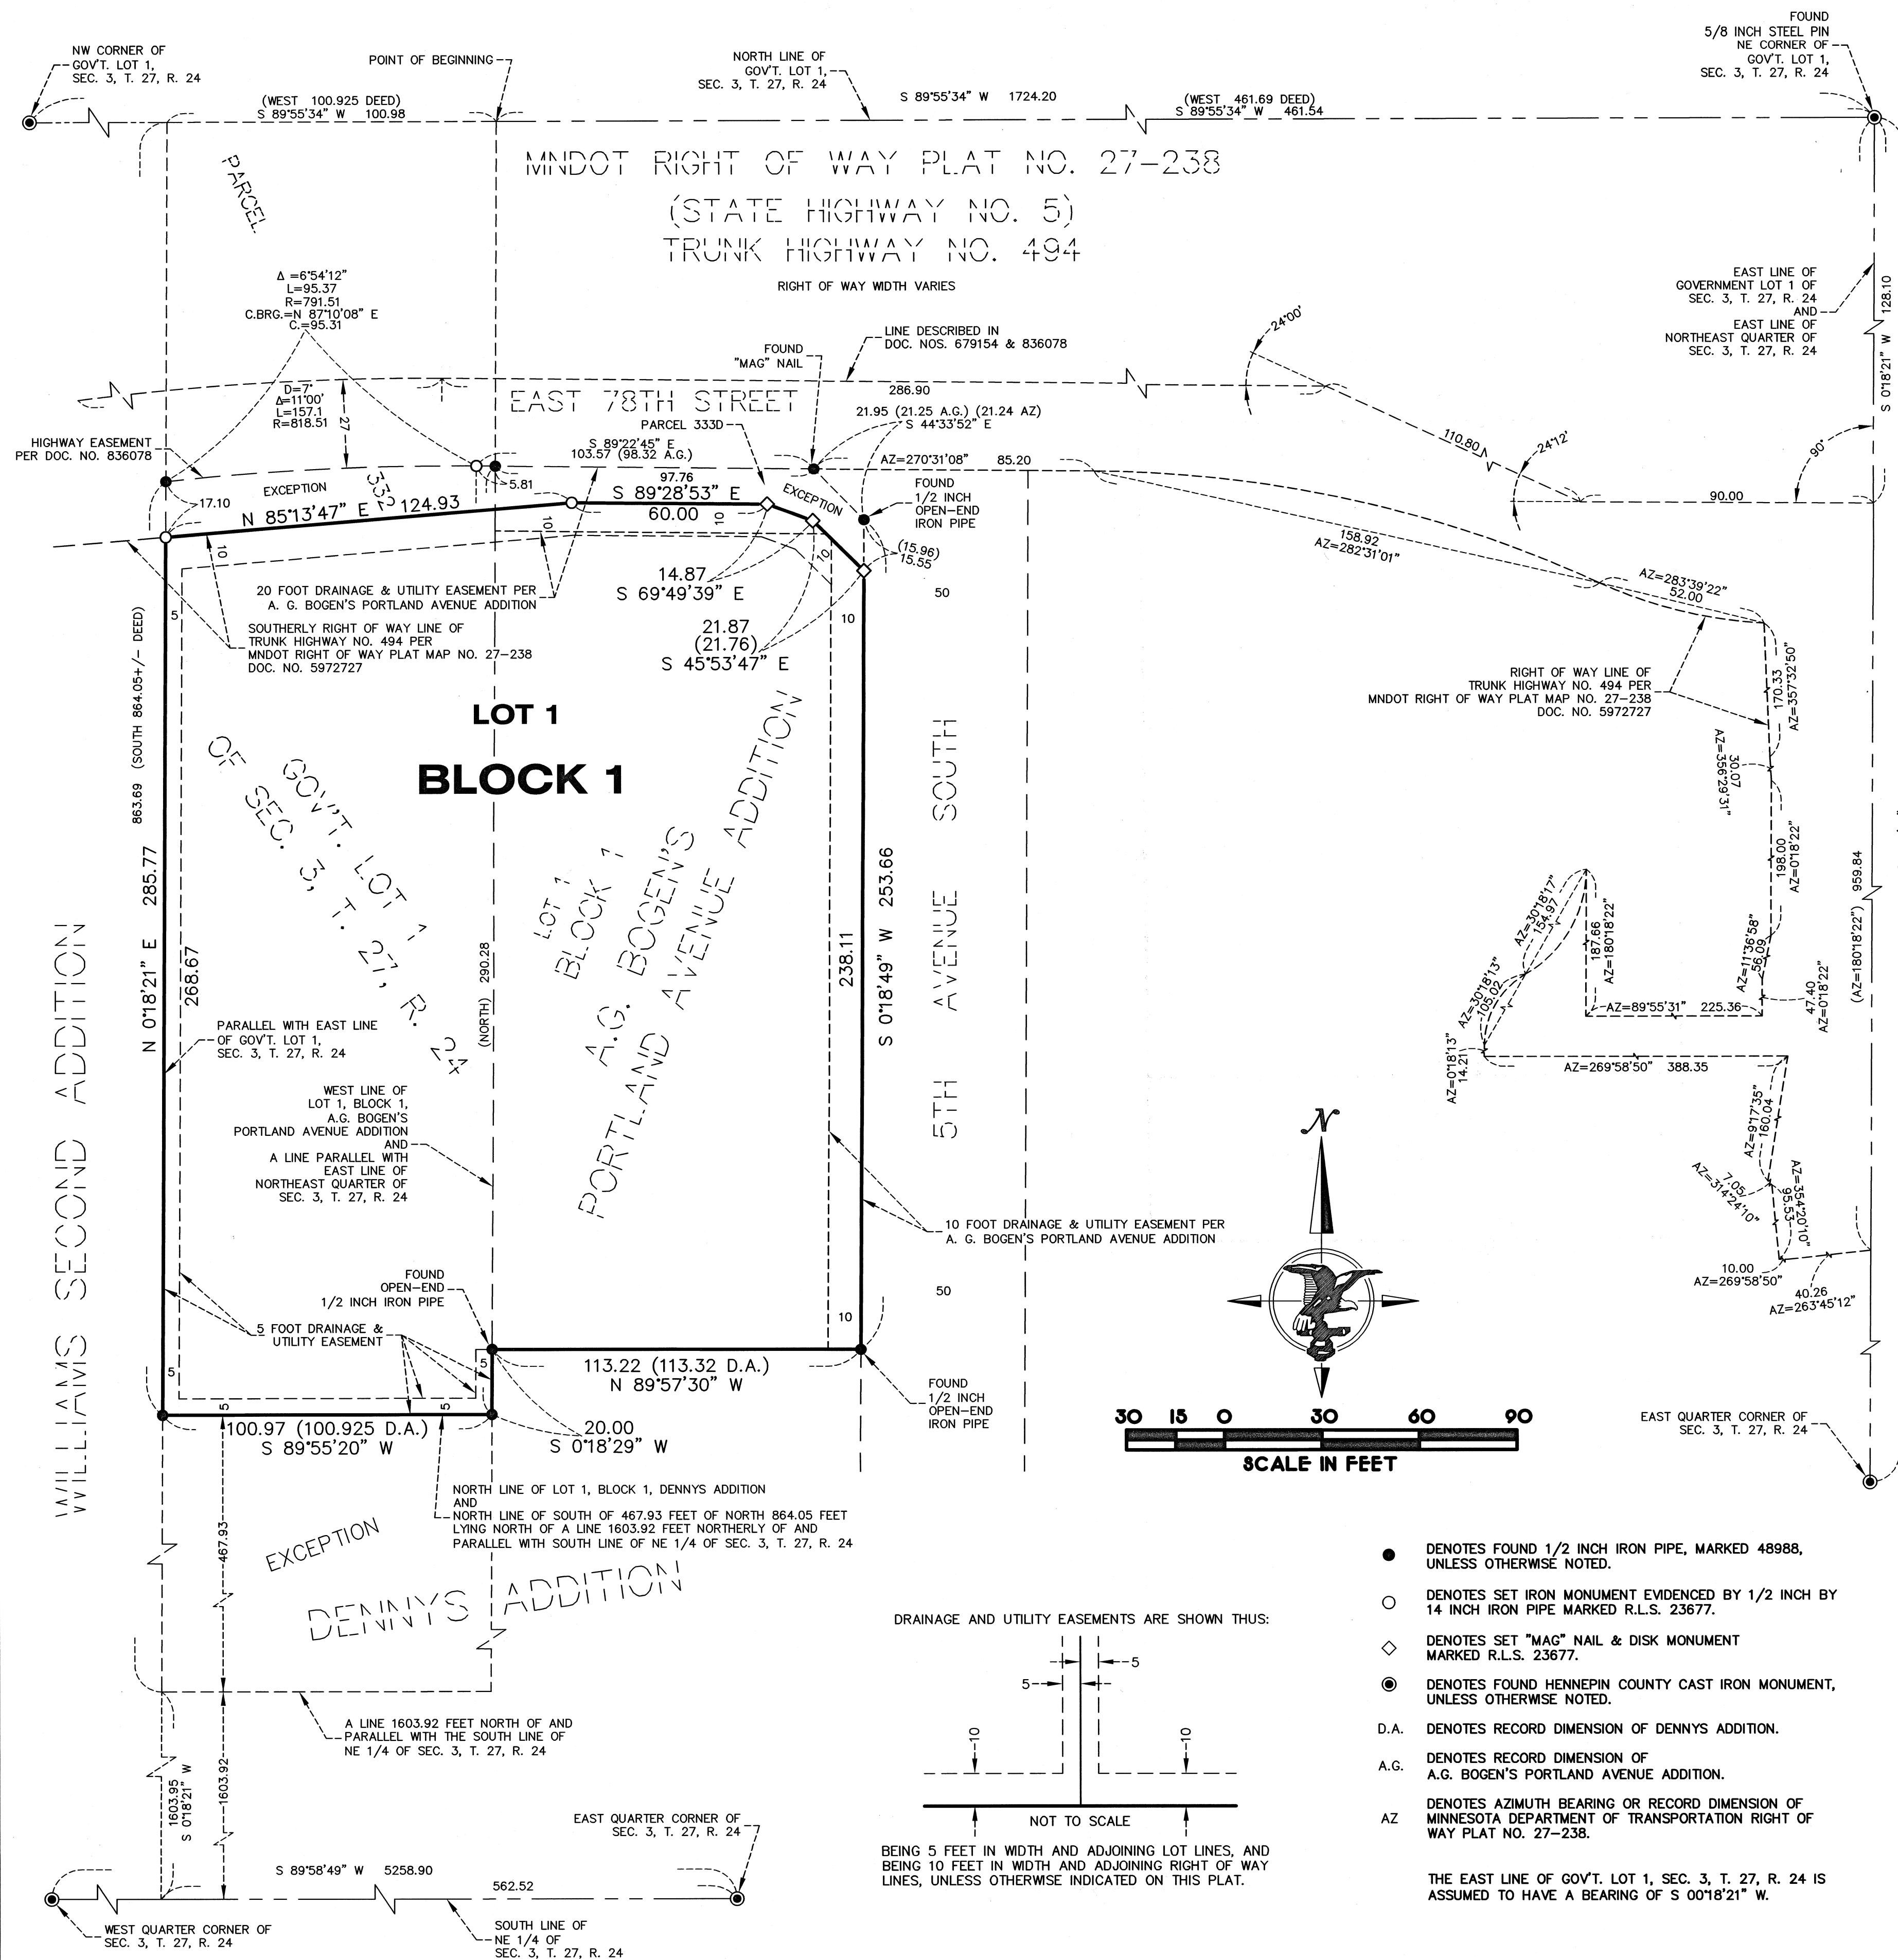 NW CORNER OF
GOV'T. LOT 1,
SEC. 3, T. 27, R. 24
POINT OF BEGINNING
NORTH LINE OF
GOV'T. LOT 1,
SEC. 3, T. 27, R. 24
FOUND
5/8 INCH STEEL PIN
NE CORNER OF
GOV'T. LOT 1,
SEC. 3, T. 27, R. 24
(WEST 100.925 DEED)
S 89°55'34" W 100.98
S 89°55'34" W 1724.20
(WEST 461.69 DEED)
S 89°55'34" W 461.54
PARCEL
MNDOT RIGHT OF WAY PLAT NO. 27-238
(STATE HIGHWAY NO. 5)
TRUNK HIGHWAY NO. 494
RIGHT OF WAY WIDTH VARIES
Δ =6°54'12"
L=95.37
R=791.51
C.BRG.=N 87°10'08" E
C.=95.31
EAST LINE OF
GOVERNMENT LOT 1 OF
SEC. 3, T. 27, R. 24
AND
EAST LINE OF
NORTHEAST QUARTER OF
SEC. 3, T. 27, R. 24
S 0°18'21" W 128.10
24°00'
LINE DESCRIBED IN
DOC. NOS. 679154 & 836078
FOUND
"MAG" NAIL
D=7°
Δ=11°00'
L=157.1
R=818.51
27
286.90
EAST 78TH STREET
PARCEL 333D
21.95 (21.25 A.G.) (21.24 AZ)
S 44°33'52" E
HIGHWAY EASEMENT
PER DOC. NO. 836078
S 89°22'45" E
103.57 (98.32 A.G.)
110.80
24°12'
90°
AZ=270°31'08" 85.20
97.76
5.81
17.10
EXCEPTION
332
N 85°13'47" E 124.93
S 89°28'53" E
60.00
10
10
10
EXCEPTION
10
FOUND
1/2 INCH
OPEN-END
IRON PIPE
90.00
(15.96)
15.55
158.92
AZ=282°31'01"
AZ=283°39'22"
52.00
20 FOOT DRAINAGE & UTILITY EASEMENT PER
A. G. BOGEN'S PORTLAND AVENUE ADDITION
14.87
S 69°49'39" E
50
5
10
SOUTHERLY RIGHT OF WAY LINE OF
TRUNK HIGHWAY NO. 494 PER
MNDOT RIGHT OF WAY PLAT MAP NO. 27-238
DOC. NO. 5972727
21.87
(21.76)
S 45°53'47" E
863.69 (SOUTH 864.05+/- DEED)
RIGHT OF WAY LINE OF
TRUNK HIGHWAY NO. 494 PER
MNDOT RIGHT OF WAY PLAT MAP NO. 27-238
DOC. NO. 5972727
170.33
AZ=357°32'50"
LOT 1
BLOCK 1
30.07
AZ=356°29'31"
GOV'T. LOT 1
OF SEC. 3, T. 27, R. 24
LOT 1
BLOCK 1
A.G. BOGEN'S
PORTLAND AVENUE ADDITION
5TH AVENUE SOUTH
198.00
AZ=0°18'22"
N 0°18'21" E 285.77
268.67
(NORTH) 290.28
238.11
S 0°18'49" W 253.66
(AZ=180°18'22") 959.84
AZ=30°18'17"
154.97
187.66
AZ=180°18'22"
AZ=11°36'58"
56.09
AZ=30°18'13"
105.02
AZ=89°55'31" 225.36
47.40
AZ=0°18'22"
WILLIAMS SECOND ADDITION
PARALLEL WITH EAST LINE
OF GOV'T. LOT 1,
SEC. 3, T. 27, R. 24
AZ=0°18'13"
14.21
AZ=269°58'50" 388.35
WEST LINE OF
LOT 1, BLOCK 1,
A.G. BOGEN'S
PORTLAND AVENUE ADDITION
AND
A LINE PARALLEL WITH
EAST LINE OF
NORTHEAST QUARTER OF
SEC. 3, T. 27, R. 24
N
AZ=9°17'35"
160.04
7.05
AZ=314°24'10"
AZ=354°20'10"
95.53
10 FOOT DRAINAGE & UTILITY EASEMENT PER
A. G. BOGEN'S PORTLAND AVENUE ADDITION
10.00
AZ=269°58'50"
40.26
AZ=263°45'12"
FOUND
OPEN-END
1/2 INCH IRON PIPE
50
10
5 FOOT DRAINAGE &
UTILITY EASEMENT
5
5
5
5
113.22 (113.32 D.A.)
N 89°57'30" W
FOUND
1/2 INCH
OPEN-END
IRON PIPE
100.97 (100.925 D.A.)
S 89°55'20" W
20.00
S 0°18'29" W
30 15 0 30 60 90
SCALE IN FEET
EAST QUARTER CORNER OF
SEC. 3, T. 27, R. 24
NORTH LINE OF LOT 1, BLOCK 1, DENNYS ADDITION
AND
NORTH LINE OF SOUTH OF 467.93 FEET OF NORTH 864.05 FEET
LYING NORTH OF A LINE 1603.92 FEET NORTHERLY OF AND
PARALLEL WITH SOUTH LINE OF NE 1/4 OF SEC. 3, T. 27, R. 24
467.93
EXCEPTION
DENNYS ADDITION
DENOTES FOUND 1/2 INCH IRON PIPE, MARKED 48988,
UNLESS OTHERWISE NOTED.
DENOTES SET IRON MONUMENT EVIDENCED BY 1/2 INCH BY
14 INCH IRON PIPE MARKED R.L.S. 23677.
DENOTES SET "MAG" NAIL & DISK MONUMENT
MARKED R.L.S. 23677.
DENOTES FOUND HENNEPIN COUNTY CAST IRON MONUMENT,
UNLESS OTHERWISE NOTED.
D.A. DENOTES RECORD DIMENSION OF DENNYS ADDITION.
A.G. DENOTES RECORD DIMENSION OF
A.G. BOGEN'S PORTLAND AVENUE ADDITION.
AZ DENOTES AZIMUTH BEARING OR RECORD DIMENSION OF
MINNESOTA DEPARTMENT OF TRANSPORTATION RIGHT OF
WAY PLAT NO. 27-238.
THE EAST LINE OF GOV'T. LOT 1, SEC. 3, T. 27, R. 24 IS
ASSUMED TO HAVE A BEARING OF S 00°18'21" W.
DRAINAGE AND UTILITY EASEMENTS ARE SHOWN THUS:
5
5
10
10
NOT TO SCALE
BEING 5 FEET IN WIDTH AND ADJOINING LOT LINES, AND
BEING 10 FEET IN WIDTH AND ADJOINING RIGHT OF WAY
LINES, UNLESS OTHERWISE INDICATED ON THIS PLAT.
A LINE 1603.92 FEET NORTH OF AND
PARALLEL WITH THE SOUTH LINE OF
NE 1/4 OF SEC. 3, T. 27, R. 24
1603.95
S 0°18'21" W
1603.92
EAST QUARTER CORNER OF
SEC. 3, T. 27, R. 24
S 89°58'49" W 5258.90
562.52
WEST QUARTER CORNER OF
SEC. 3, T. 27, R. 24
SOUTH LINE OF
NE 1/4 OF
SEC. 3, T. 27, R. 24